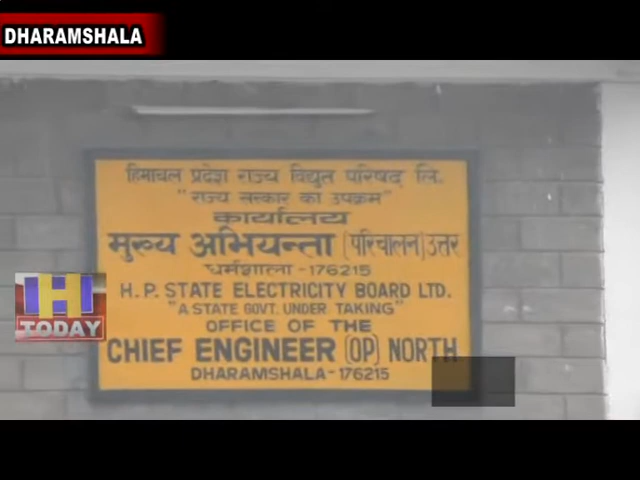 DHARAMSHALA
हिमाचल प्रदेश राज्य विद्युत परिषद लि.
"राज्य सरकार का उपक्रम"
कार्यालय
मुख्य अभियन्ता (परिचालन) उत्तर
धर्मशाला - 176215
H.P. STATE ELECTRICITY BOARD LTD.
"A STATE GOVT. UNDER TAKING"
OFFICE OF THE
CHIEF ENGINEER (OP) NORTH
DHARAMSHALA-176215
H
TODAY